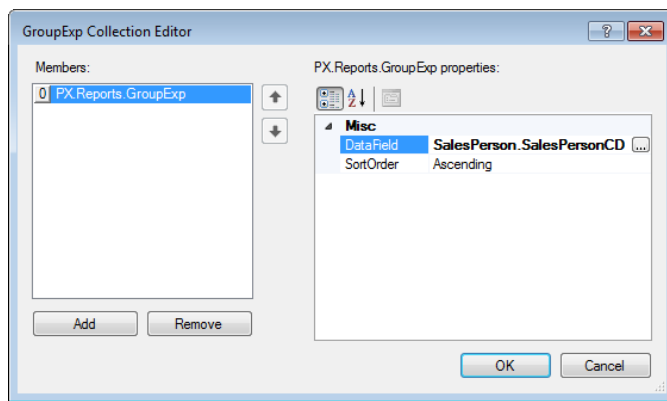 GroupExp Collection Editor
?
Members:
0 PX.Reports.GroupExp
Add
Remove
PX.Reports.GroupExp properties:
A
Z
Misc
DataField SalesPerson.SalesPersonCD ...
SortOrder Ascending
OK
Cancel